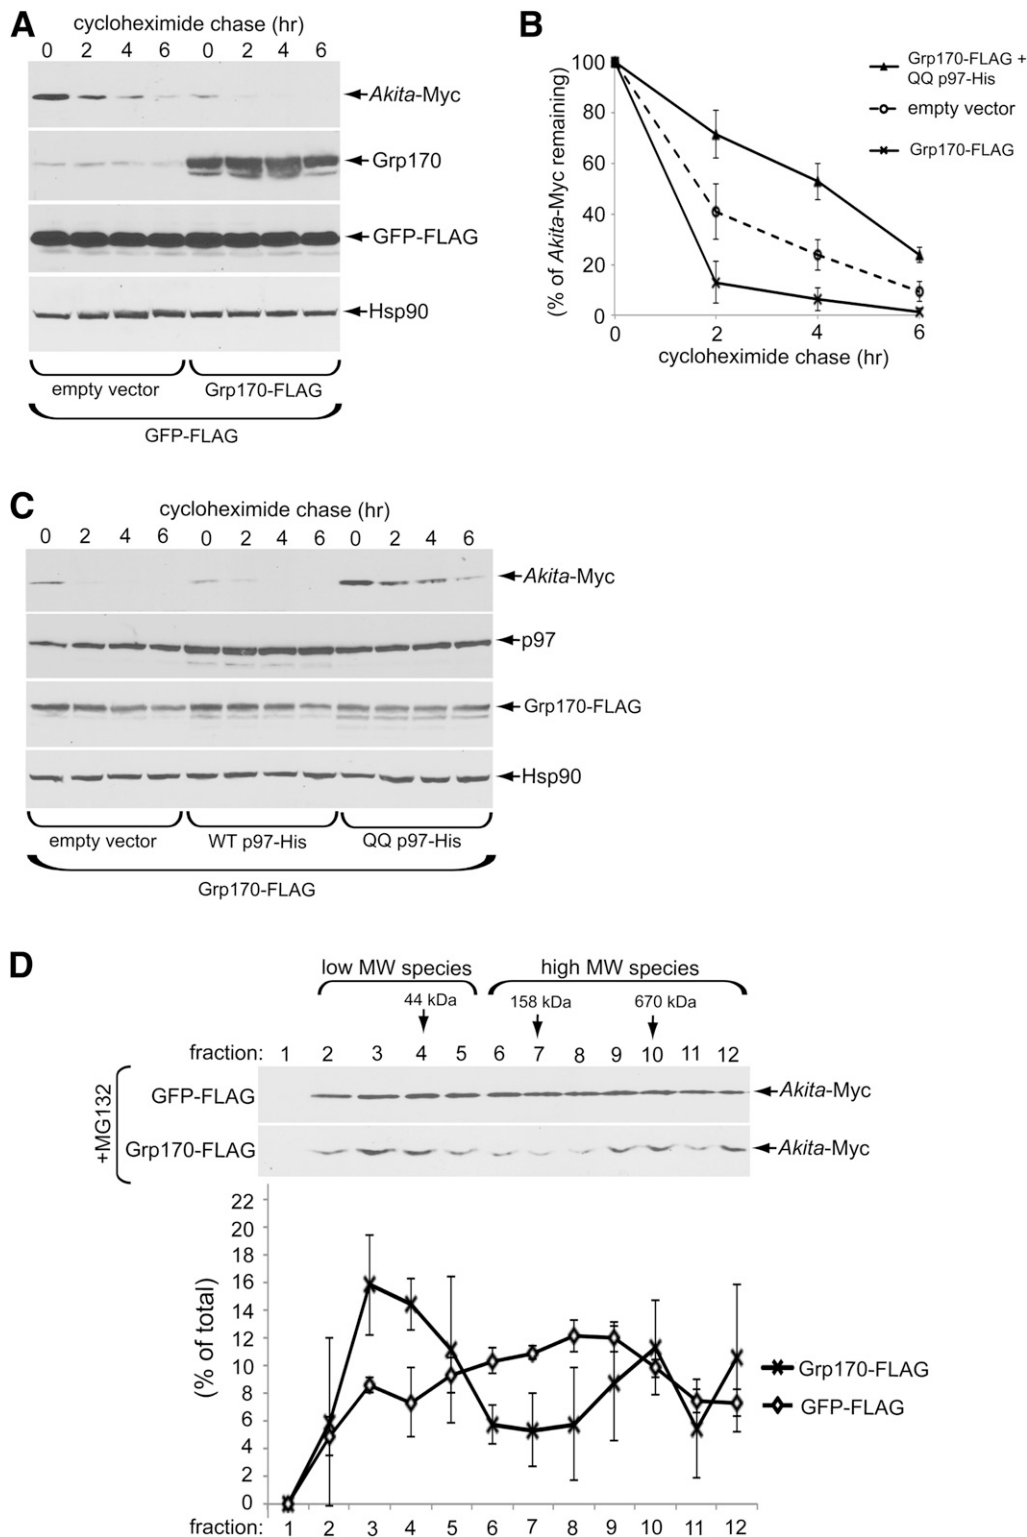 A
cycloheximide chase (hr)
0 2 4 6 0 2 4 6
Akita-Myc
Grp170
GFP-FLAG
Hsp90
empty vector Grp170-FLAG
GFP-FLAG
B
(% of Akita-Myc remaining)
100
80
60
40
20
0
0 2 4 6
cycloheximide chase (hr)
Grp170-FLAG +
QQ p97-His
empty vector
Grp170-FLAG
C
cycloheximide chase (hr)
0 2 4 6 0 2 4 6 0 2 4 6
Akita-Myc
p97
Grp170-FLAG
Hsp90
empty vector WT p97-His QQ p97-His
Grp170-FLAG
D
low MW species high MW species
44 kDa 158 kDa 670 kDa
fraction: 1 2 3 4 5 6 7 8 9 10 11 12
+MG132
GFP-FLAG Akita-Myc
Grp170-FLAG Akita-Myc
(% of total)
22
20
18
16
14
12
10
8
6
4
2
0
Grp170-FLAG
GFP-FLAG
fraction: 1 2 3 4 5 6 7 8 9 10 11 12